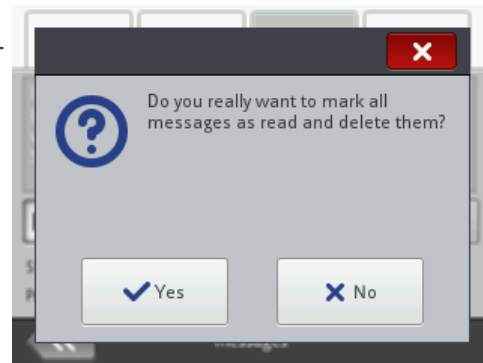 Do you really want to mark all
messages as read and delete them?
Yes
No